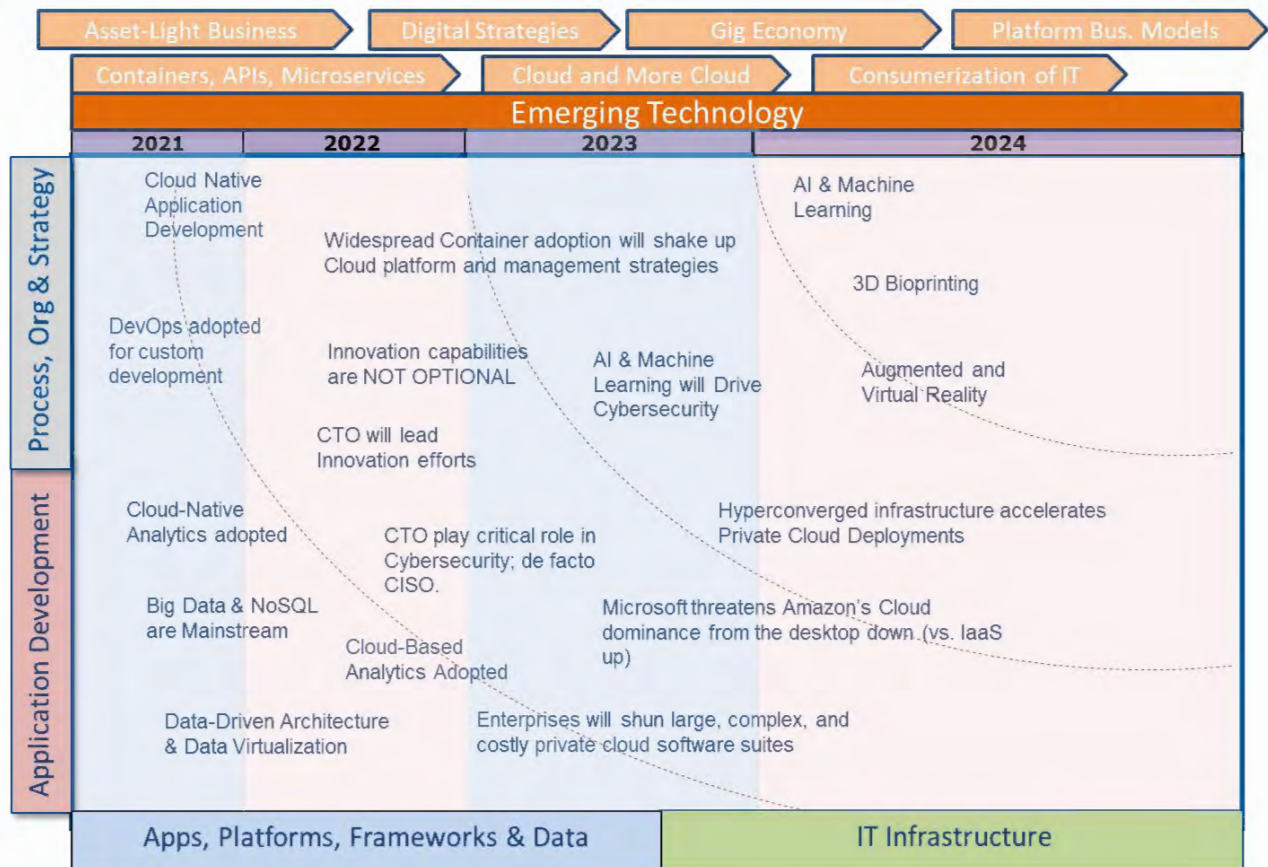 Asset-Light Business
Digital Strategies
Gig Economy
Platform Bus. Models
Containers, APIs, Microservices
Cloud and More Cloud
Consumerization of IT
Emerging Technology
2021
2022
2023
2024
Process, Org & Strategy
Application Development
Cloud Native
Application
Development
Widespread Container adoption will shake up
Cloud platform and management strategies
AI & Machine
Learning
3D Bioprinting
DevOps adopted
for custom
development
Innovation capabilities
are NOT OPTIONAL
AI & Machine
Learning will Drive
Cybersecurity
Augmented and
Virtual Reality
CTO will lead
Innovation efforts
Cloud-Native
Analytics adopted
CTO play critical role in
Cybersecurity; de facto
CISO.
Hyperconverged infrastructure accelerates
Private Cloud Deployments
Big Data & NoSQL
are Mainstream
Cloud-Based
Analytics Adopted
Microsoft threatens Amazon's Cloud
dominance from the desktop down (vs. IaaS
up)
Data-Driven Architecture
& Data Virtualization
Enterprises will shun large, complex, and
costly private cloud software suites
Apps, Platforms, Frameworks & Data
IT Infrastructure